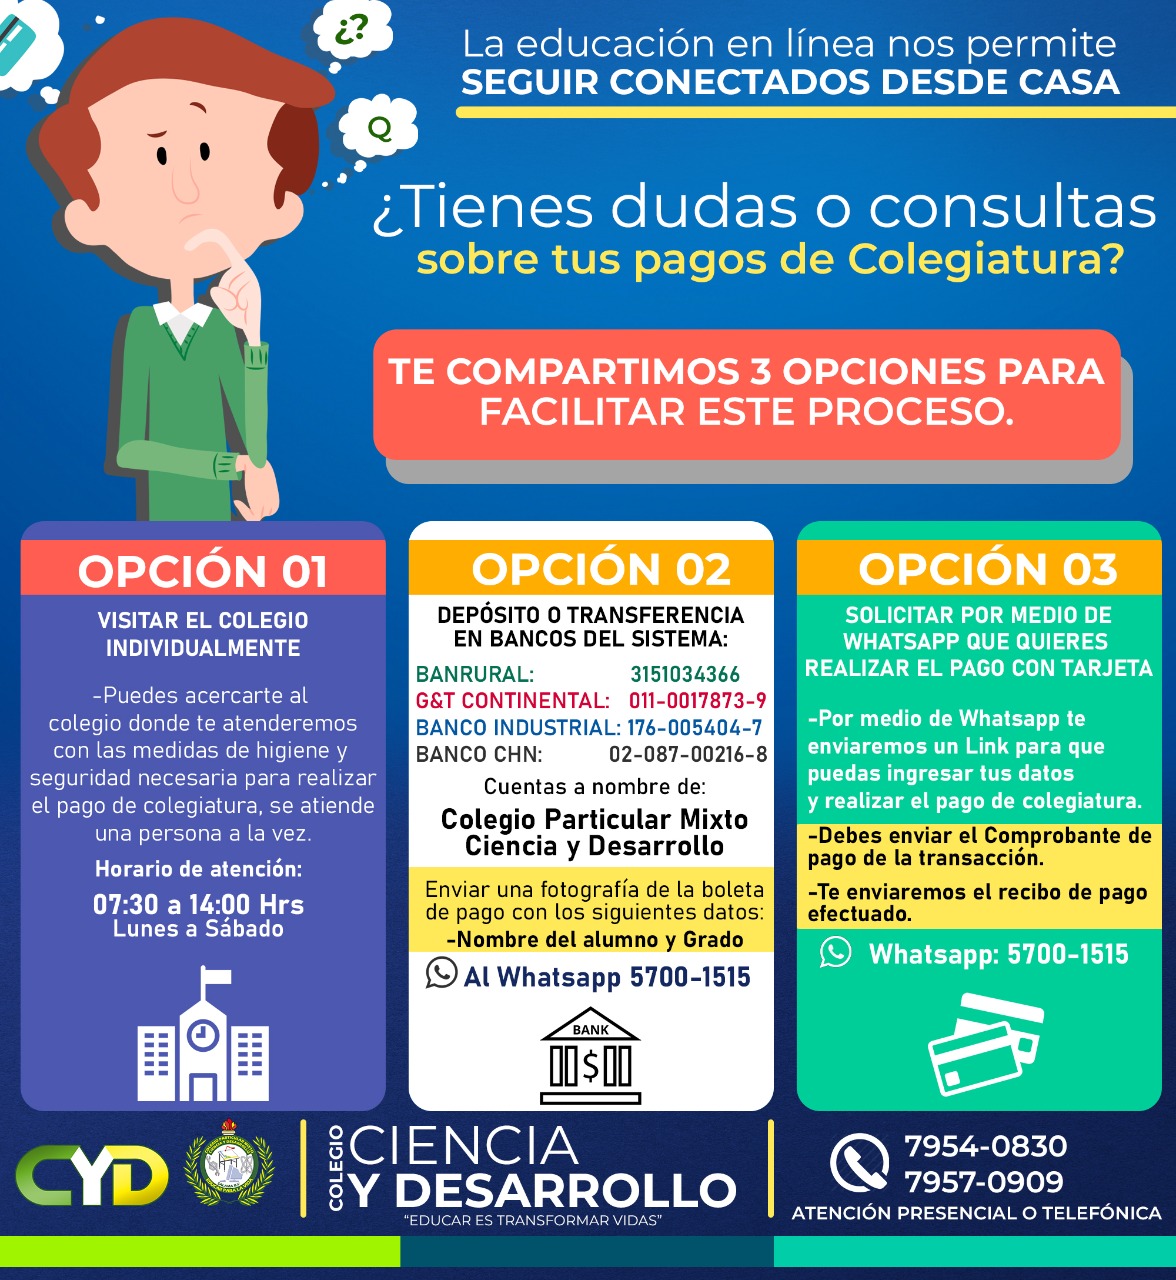 ¿?
Q
La educación en línea nos permite
SEGUIR CONECTADOS DESDE CASA
¿Tienes dudas o consultas
sobre tus pagos de Colegiatura?
TE COMPARTIMOS 3 OPCIONES PARA
FACILITAR ESTE PROCESO.
OPCIÓN 01
VISITAR EL COLEGIO
INDIVIDUALMENTE
-Puedes acercarte al
colegio donde te atenderemos
con las medidas de higiene y
seguridad necesaria para realizar
el pago de colegiatura, se atiende
una persona a la vez.
Horario de atención:
07:30 a 14:00 Hrs
Lunes a Sábado
OPCIÓN 02
DEPÓSITO O TRANSFERENCIA
EN BANCOS DEL SISTEMA:
BANRURAL: 3151034366
G&T CONTINENTAL: 011-0017873-9
BANCO INDUSTRIAL: 176-005404-7
BANCO CHN: 02-087-00216-8
Cuentas a nombre de:
Colegio Particular Mixto
Ciencia y Desarrollo
Enviar una fotografía de la boleta
de pago con los siguientes datos:
-Nombre del alumno y Grado
Al Whatsapp 5700-1515
BANK
$
OPCIÓN 03
SOLICITAR POR MEDIO DE
WHATSAPP QUE QUIERES
REALIZAR EL PAGO CON TARJETA
-Por medio de Whatsapp te
enviaremos un Link para que
puedas ingresar tus datos
y realizar el pago de colegiatura.
-Debes enviar el Comprobante de
pago de la transacción.
-Te enviaremos el recibo de pago
efectuado.
Whatsapp: 5700-1515
CYD
COLEGIO
CIENCIA
Y DESARROLLO
"EDUCAR ES TRANSFORMAR VIDAS"
7954-0830
7957-0909
ATENCIÓN PRESENCIAL O TELEFÓNICA